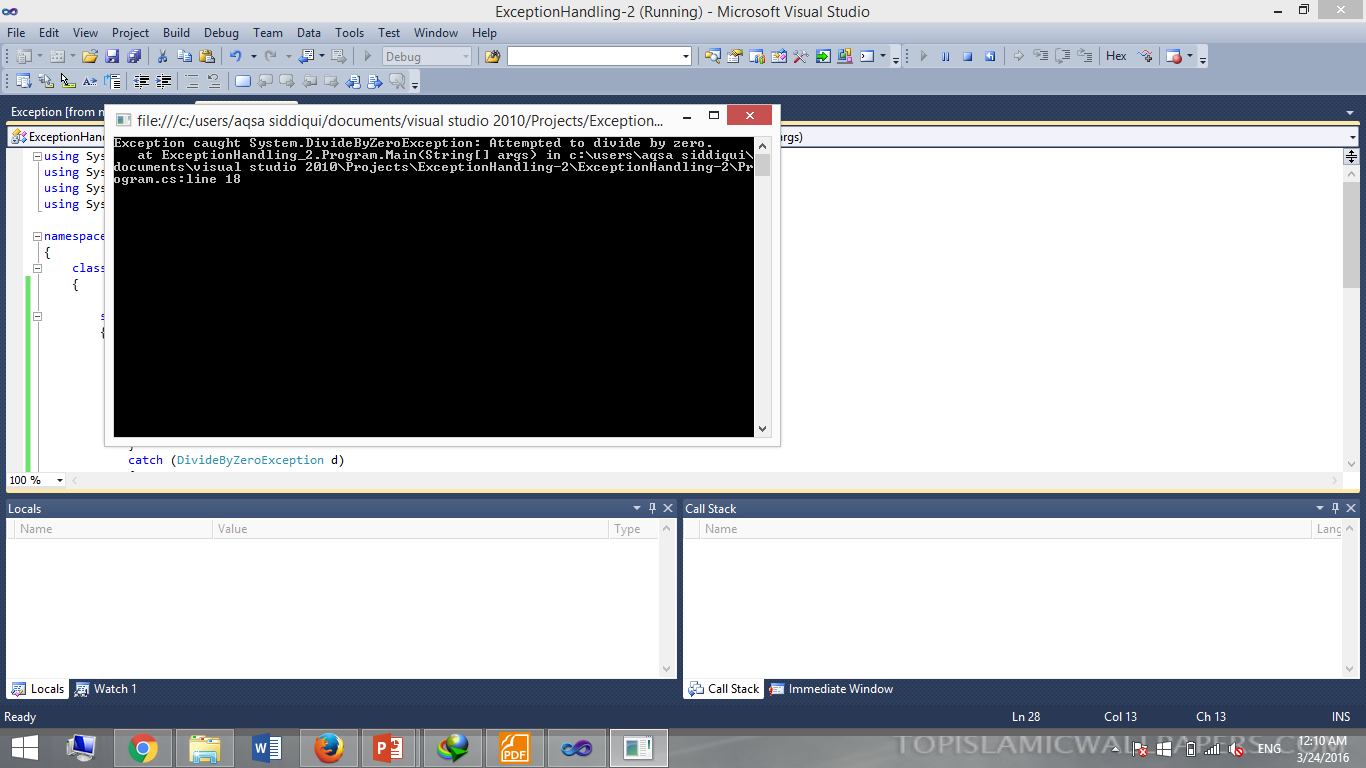 ExceptionHandling-2 (Running) - Microsoft Visual Studio
File Edit View Project Build Debug Team Data Tools Test Window Help
Debug
Hex
Exception [from
file:///c:/users/aqsa siddiqui/documents/visual studio 2010/Projects/Exception...
ExceptionHand
args)
Exception caught System.DivideByZeroException: Attempted to divide by zero.
at ExceptionHandling_2.Program.Main(String[] args) in c:\users\aqsa siddiqui\
documents\visual studio 2010\Projects\ExceptionHandling-2\ExceptionHandling-2\Pr
ogram.cs:line 18
using Sys
using Sys
using Sys
using Sys
namespace
{
class
{
{
}
catch (DivideByZeroException d)
100 %
Locals
Name Value Type
Call Stack
Name Lang
Locals Watch 1
Call Stack Immediate Window
Ready Ln 28 Col 13 Ch 13 INS
TOPISLAMICWALLPAPERS.COM
ENG
12:10 AM
3/24/2016
PDF